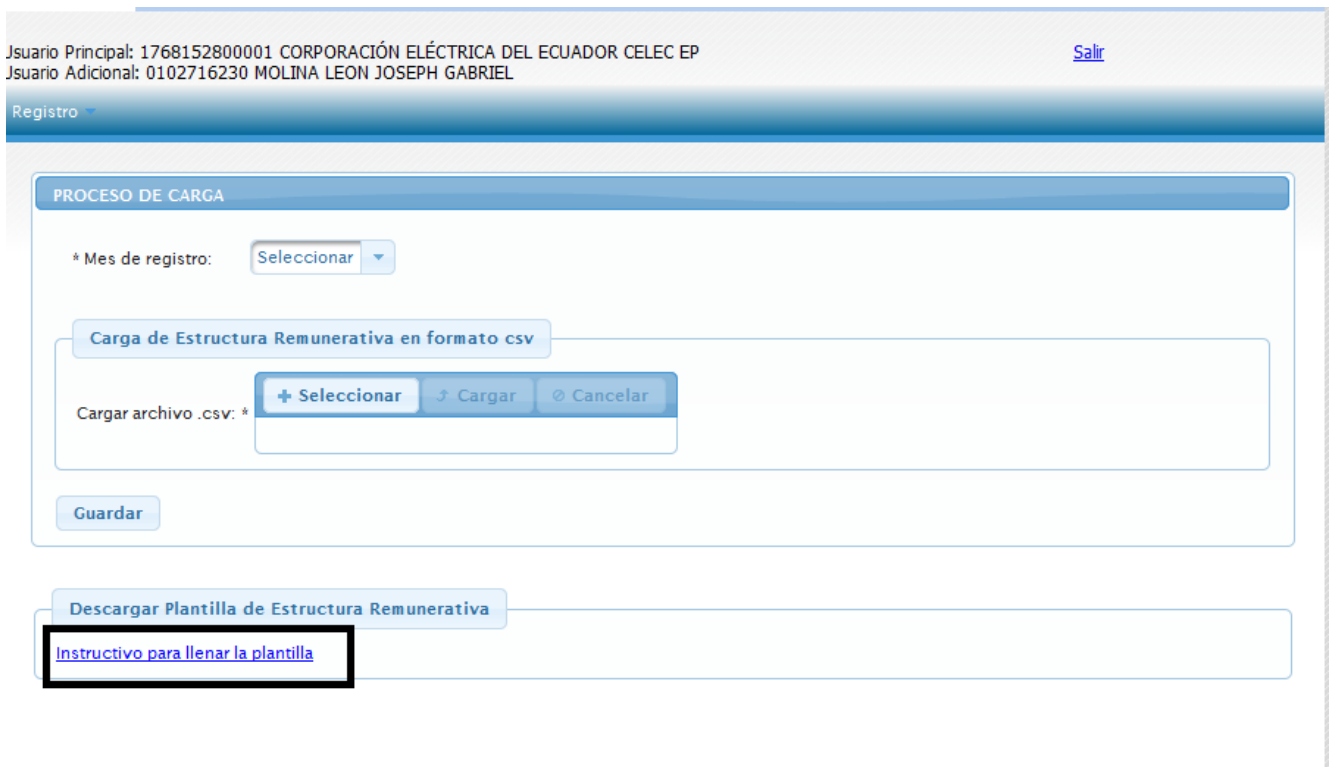 Usuario Principal: 1768152800001 CORPORACIÓN ELÉCTRICA DEL ECUADOR CELEC EP
Salir
Usuario Adicional: 0102716230 MOLINA LEON JOSEPH GABRIEL
Registro
PROCESO DE CARGA
* Mes de registro: Seleccionar
Carga de Estructura Remunerativa en formato csv
Cargar archivo .csv: * + Seleccionar Cargar Cancelar
Guardar
Descargar Plantilla de Estructura Remunerativa
Instructivo para llenar la plantilla